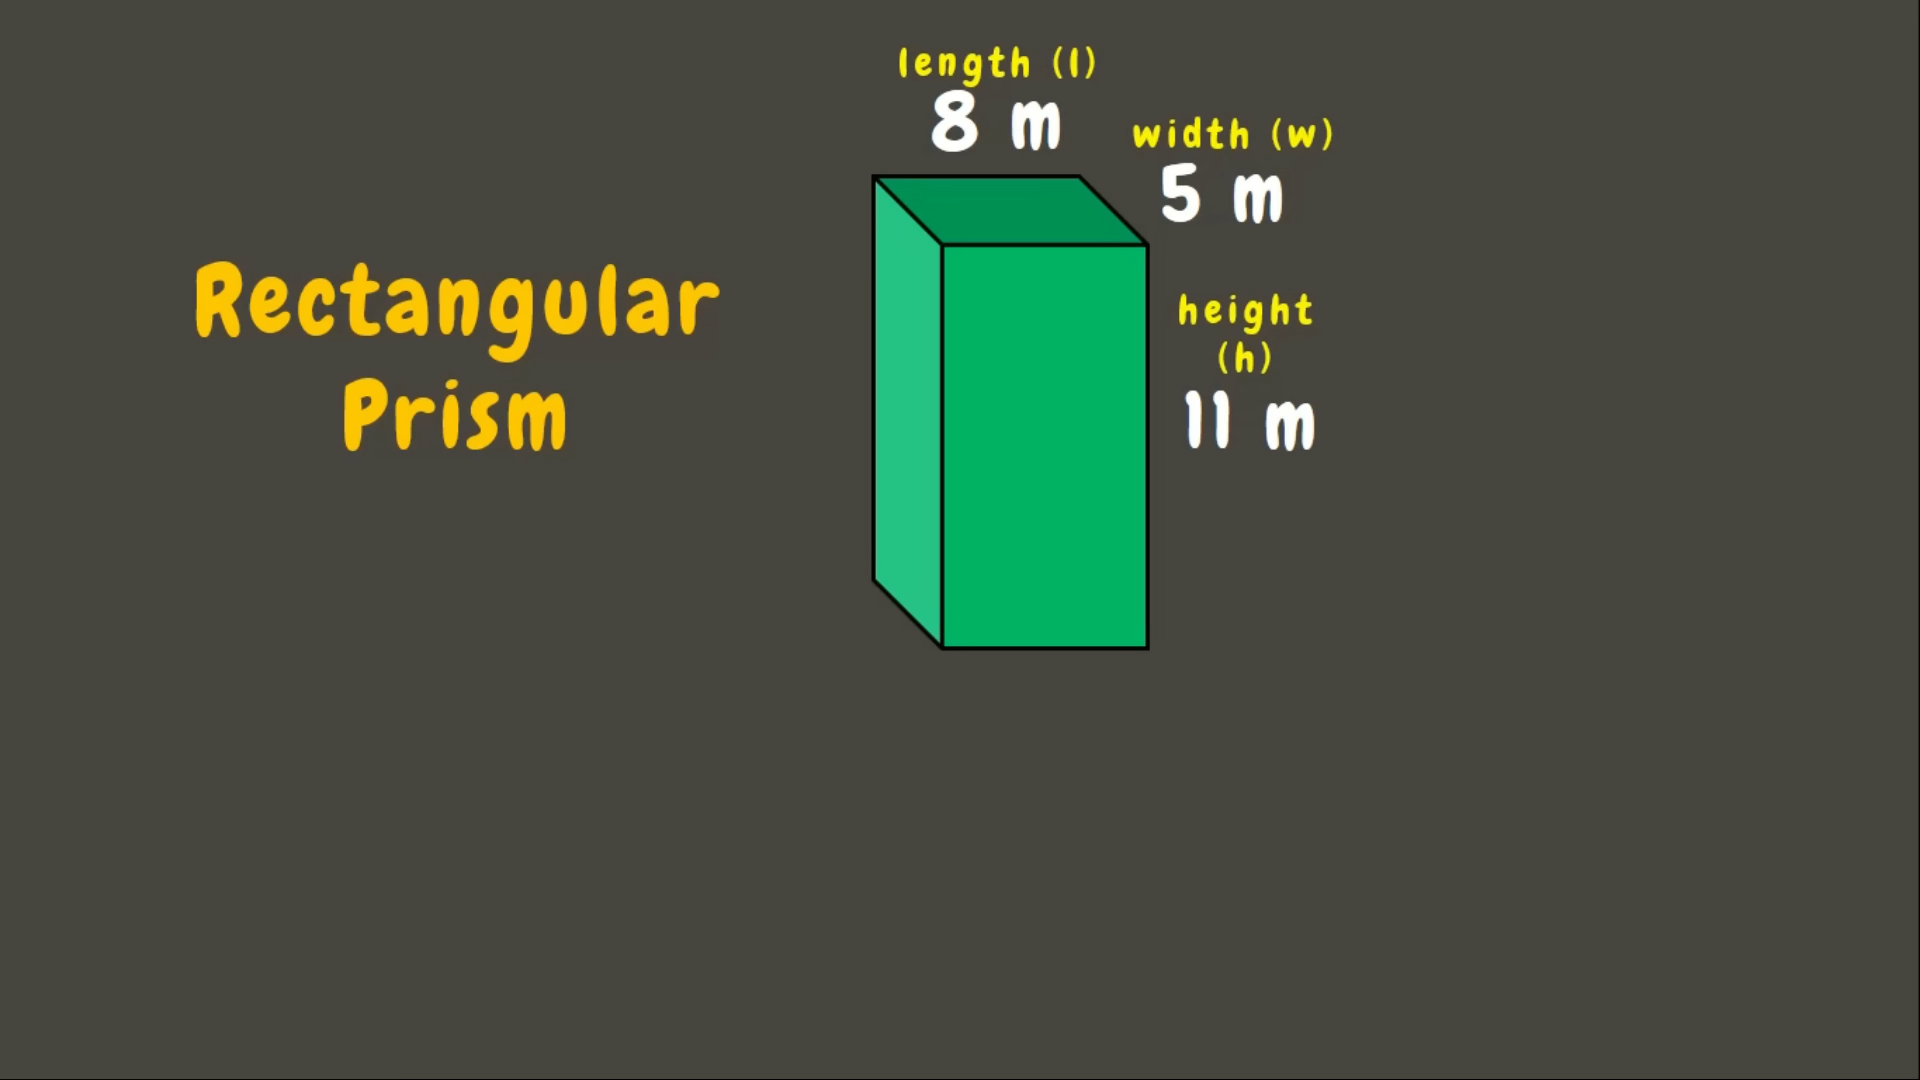 length (l)
8 m
width (w)
5 m
Rectangular
Prism
height
(h)
11 m